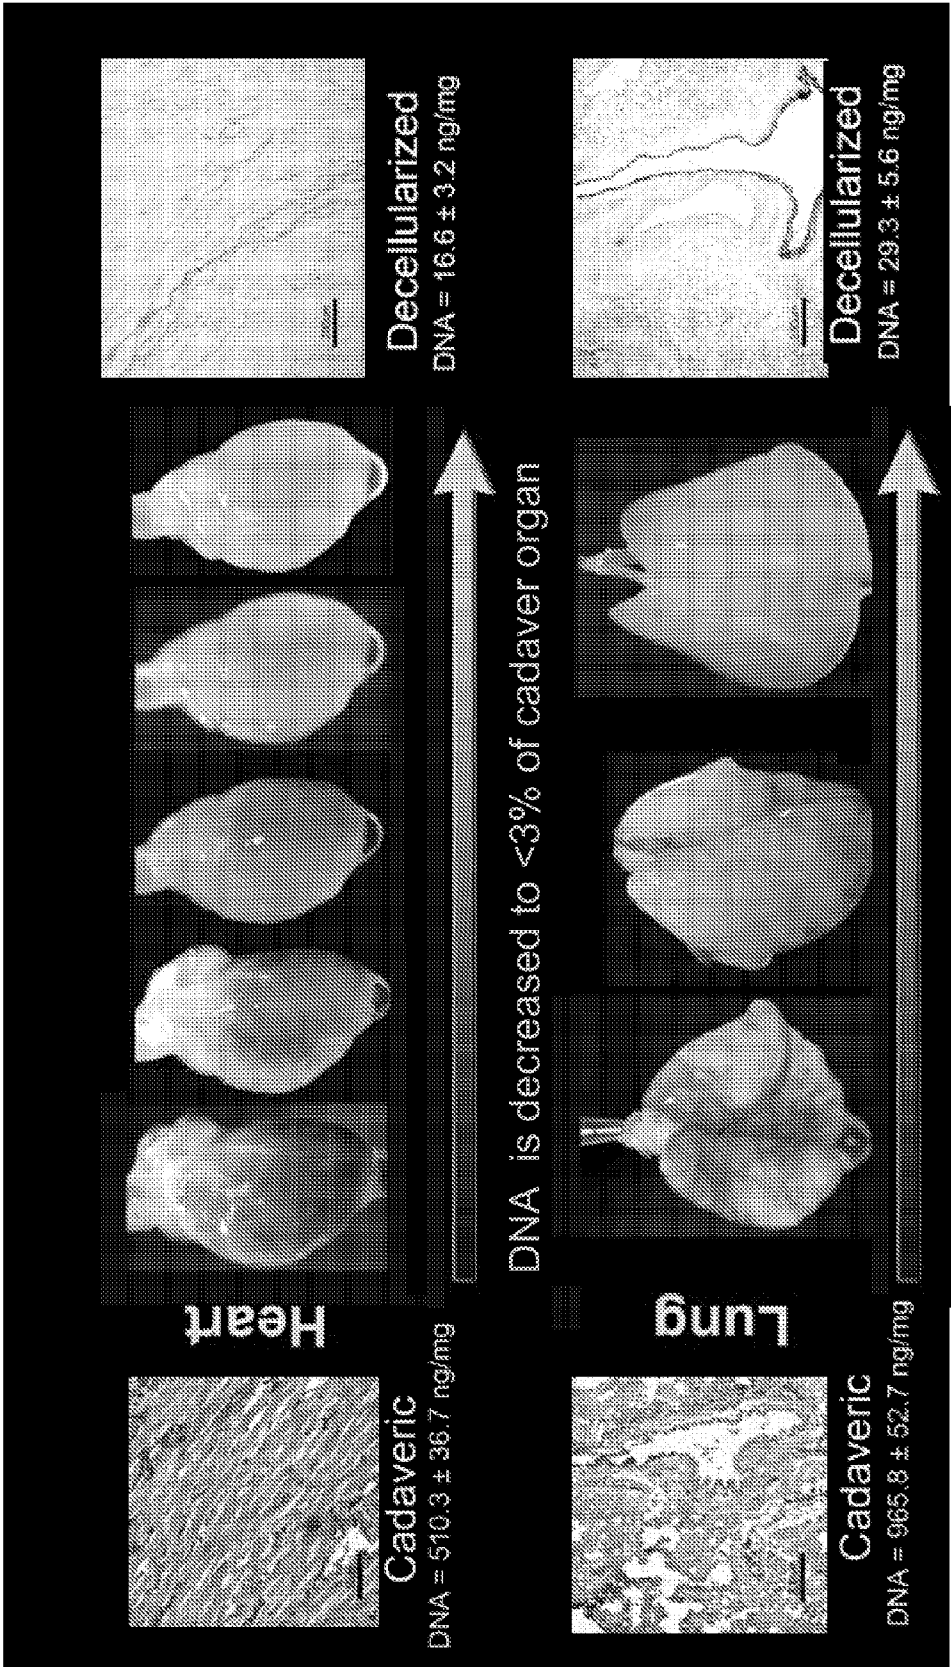 Heart
Cadaveric
DNA = 510.3 ± 36.7 ng/mg
Decellularized
DNA = 16.6 ± 3.2 ng/mg
DNA is decreased to <3% of cadaver organ
Lung
Cadaveric
DNA = 965.8 ± 52.7 ng/mg
Decellularized
DNA = 29.3 ± 5.6 ng/mg